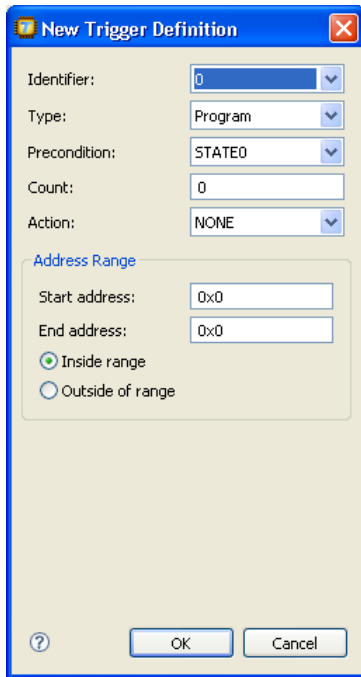 New Trigger Definition
Identifier: 0
Type: Program
Precondition: STATE0
Count: 0
Action: NONE
Address Range
Start address: 0x0
End address: 0x0
Inside range
Outside of range
? OK Cancel